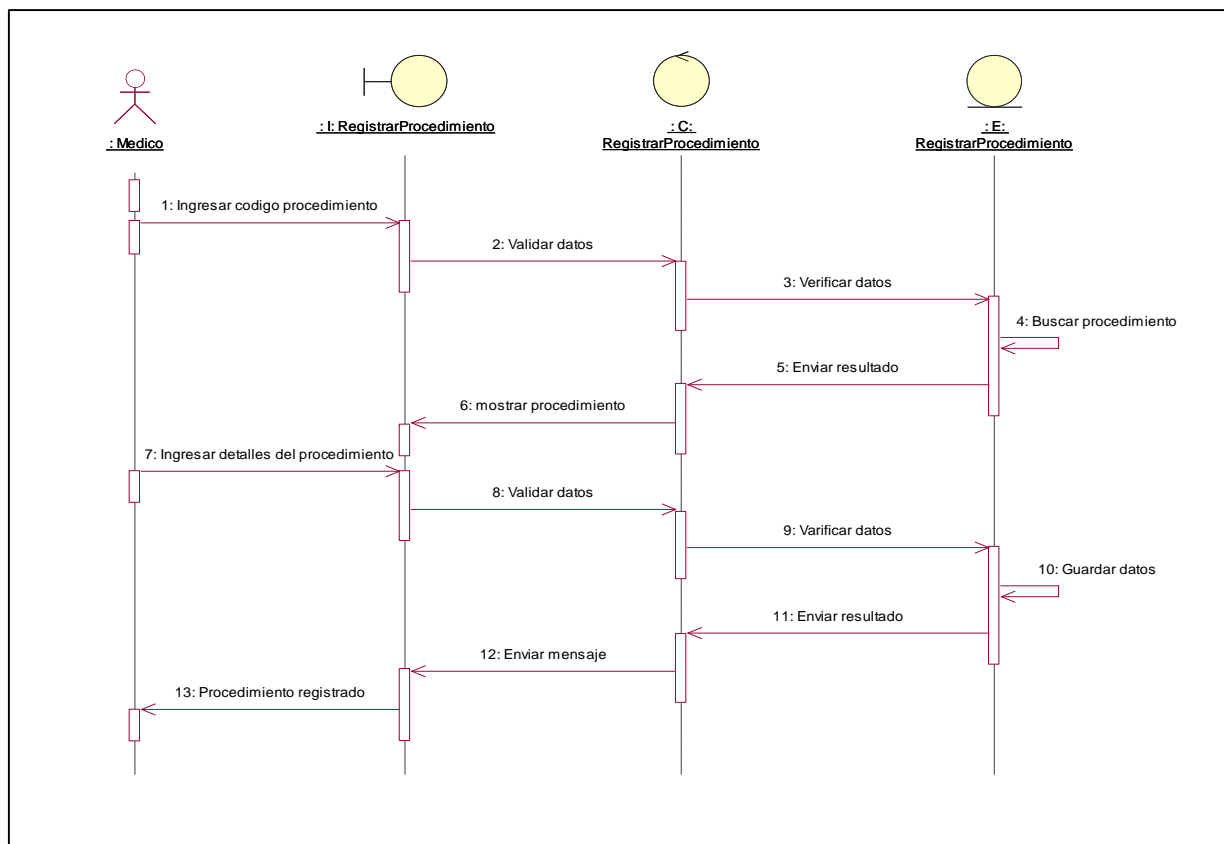 : Medico
: I: RegistrarProcedimiento
: C:
RegistrarProcedimiento
: E:
RegistrarProcedimiento
1: Ingresar codigo procedimiento
2: Validar datos
3: Verificar datos
4: Buscar procedimiento
5: Enviar resultado
6: mostrar procedimiento
7: Ingresar detalles del procedimiento
8: Validar datos
9: Varificar datos
10: Guardar datos
11: Enviar resultado
12: Enviar mensaje
13: Procedimiento registrado